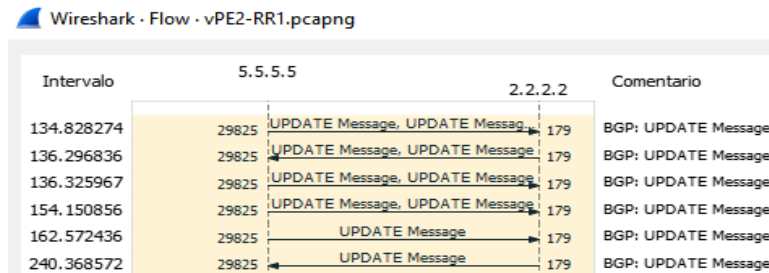 Wireshark · Flow · vPE2-RR1.pcapng
Intervalo 5.5.5.5 2.2.2.2 Comentario
134.828274 29825 UPDATE Message, UPDATE Messag... 179 BGP: UPDATE Message
136.296836 29825 UPDATE Message, UPDATE Message 179 BGP: UPDATE Message
136.325967 29825 UPDATE Message, UPDATE Message 179 BGP: UPDATE Message
154.150856 29825 UPDATE Message, UPDATE Message 179 BGP: UPDATE Message
162.572436 29825 UPDATE Message 179 BGP: UPDATE Message
240.368572 29825 UPDATE Message 179 BGP: UPDATE Message